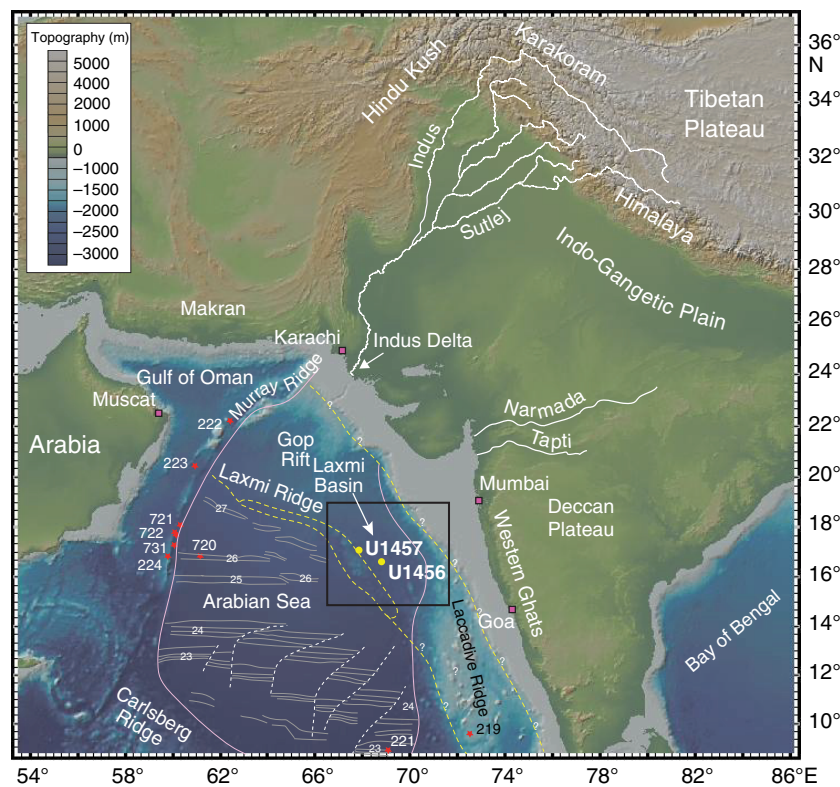 Topography (m)
5000
4000
2000
1000
0
–1000
–1500
–2000
–2500
–3000
36°
N
34°
32°
30°
28°
26°
24°
22°
20°
18°
16°
14°
12°
10°
Hindu Kush
Karakoram
Tibetan
Plateau
Indus
Sutlej
Himalaya
Indo-Gangetic Plain
Makran
Karachi
Indus Delta
Gulf of Oman
Murray
Ridge
Muscat
Arabia
222
223
Gop
Rift
Laxmi
Basin
Laxmi Ridge
Narmada
Tapti
Mumbai
Deccan
Plateau
Western Ghats
27
721
722
731
720
224
26
25
26
U1457
U1456
Arabian Sea
Goa
Laccadive Ridge
Bay of Bengal
24
23
24
Carlsberg
Ridge
23
221
219
?
?
?
?
?
?
?
?
?
54°
58°
62°
66°
70°
74°
78°
82°
86°E